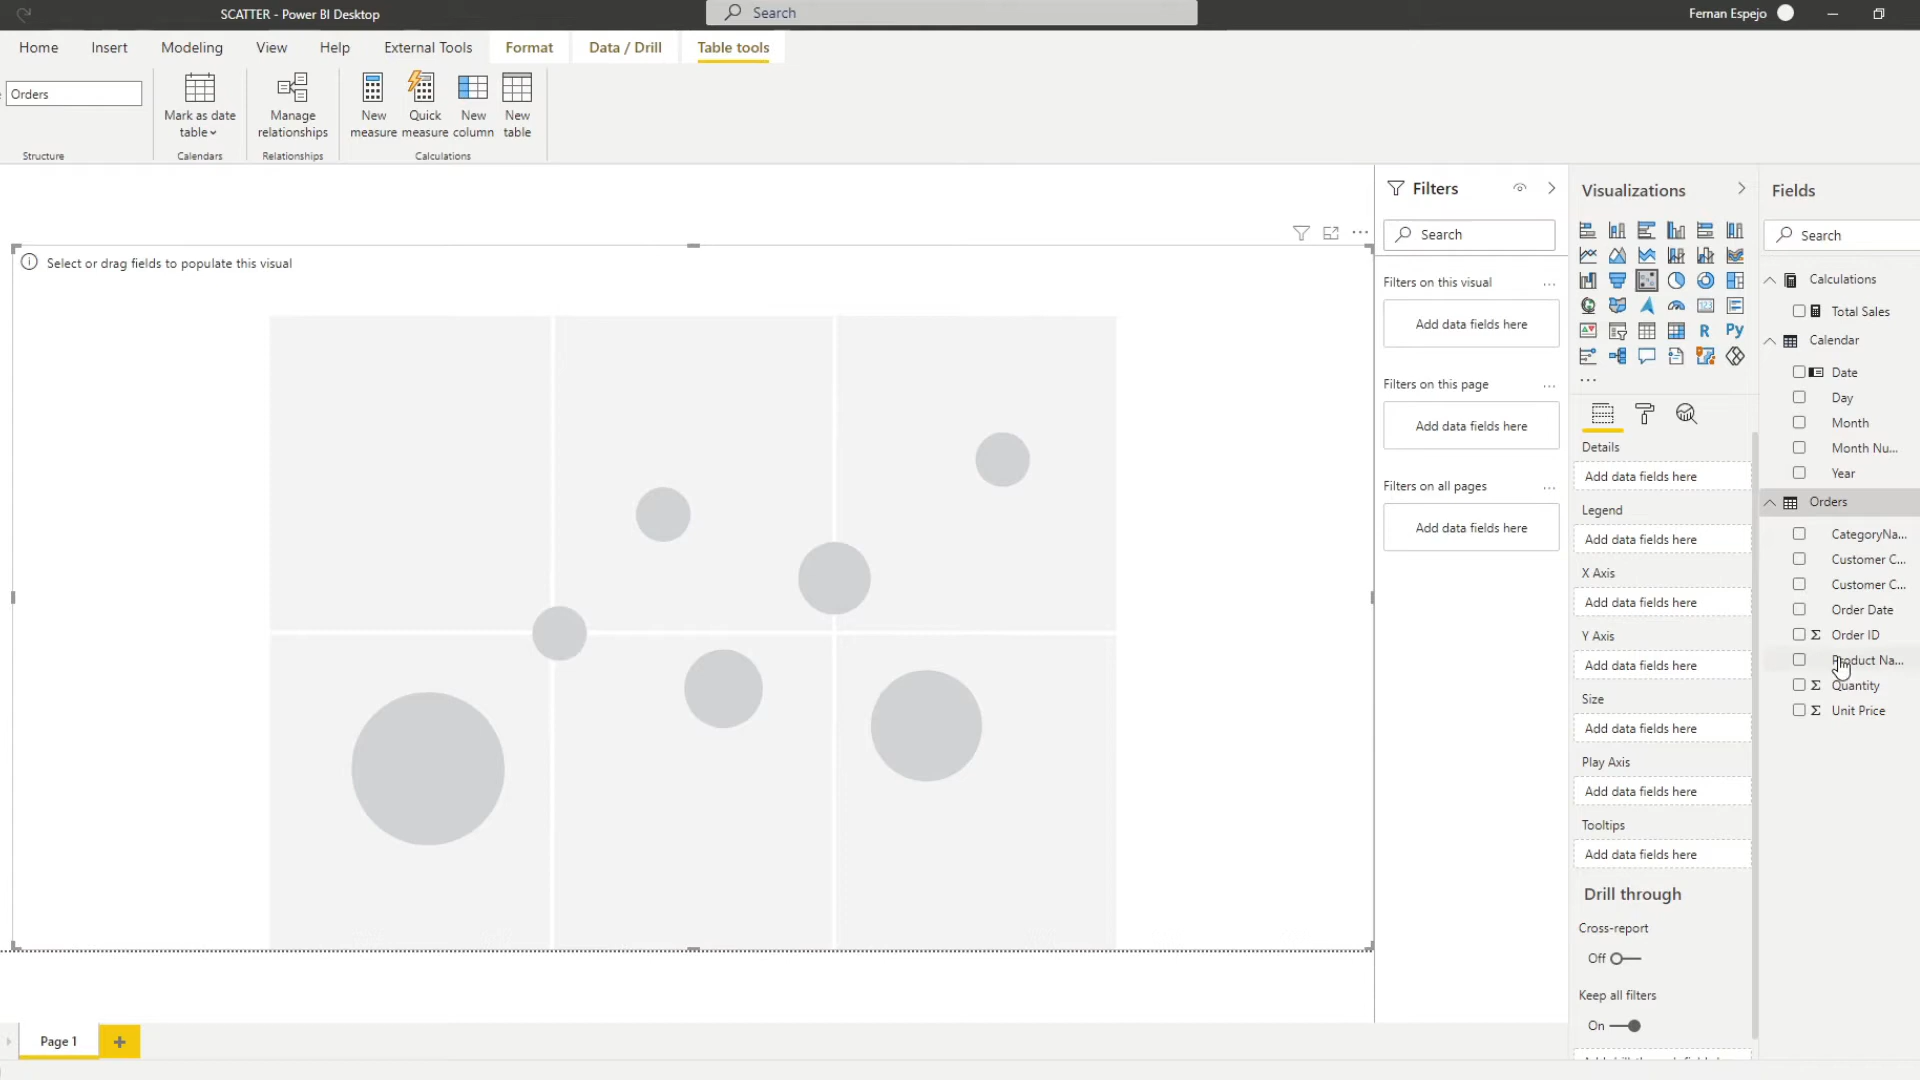 SCATTER - Power BI Desktop
Search
Fernan Espejo
Home
Insert
Modeling
View
Help
External Tools
Format
Data / Drill
Table tools
Orders
Mark as date
table
Manage
relationships
New
measure
Quick
measure
New
column
New
table
Structure
Calendars
Relationships
Calculations
Select or drag fields to populate this visual
Filters
Search
Filters on this visual
...
Add data fields here
Filters on this page
...
Add data fields here
Filters on all pages
...
Add data fields here
Visualizations
R
Py
123
...
Details
Add data fields here
Legend
Add data fields here
X Axis
Add data fields here
Y Axis
Add data fields here
Size
Add data fields here
Play Axis
Add data fields here
Tooltips
Add data fields here
Drill through
Cross-report
Off
Keep all filters
On
Fields
Search
Calculations
Total Sales
Calendar
Date
Day
Month
Month Nu...
Year
Orders
CategoryNa...
Customer C...
Customer C...
Order Date
Σ Order ID
Product Na...
Σ Quantity
Σ Unit Price
Page 1
+